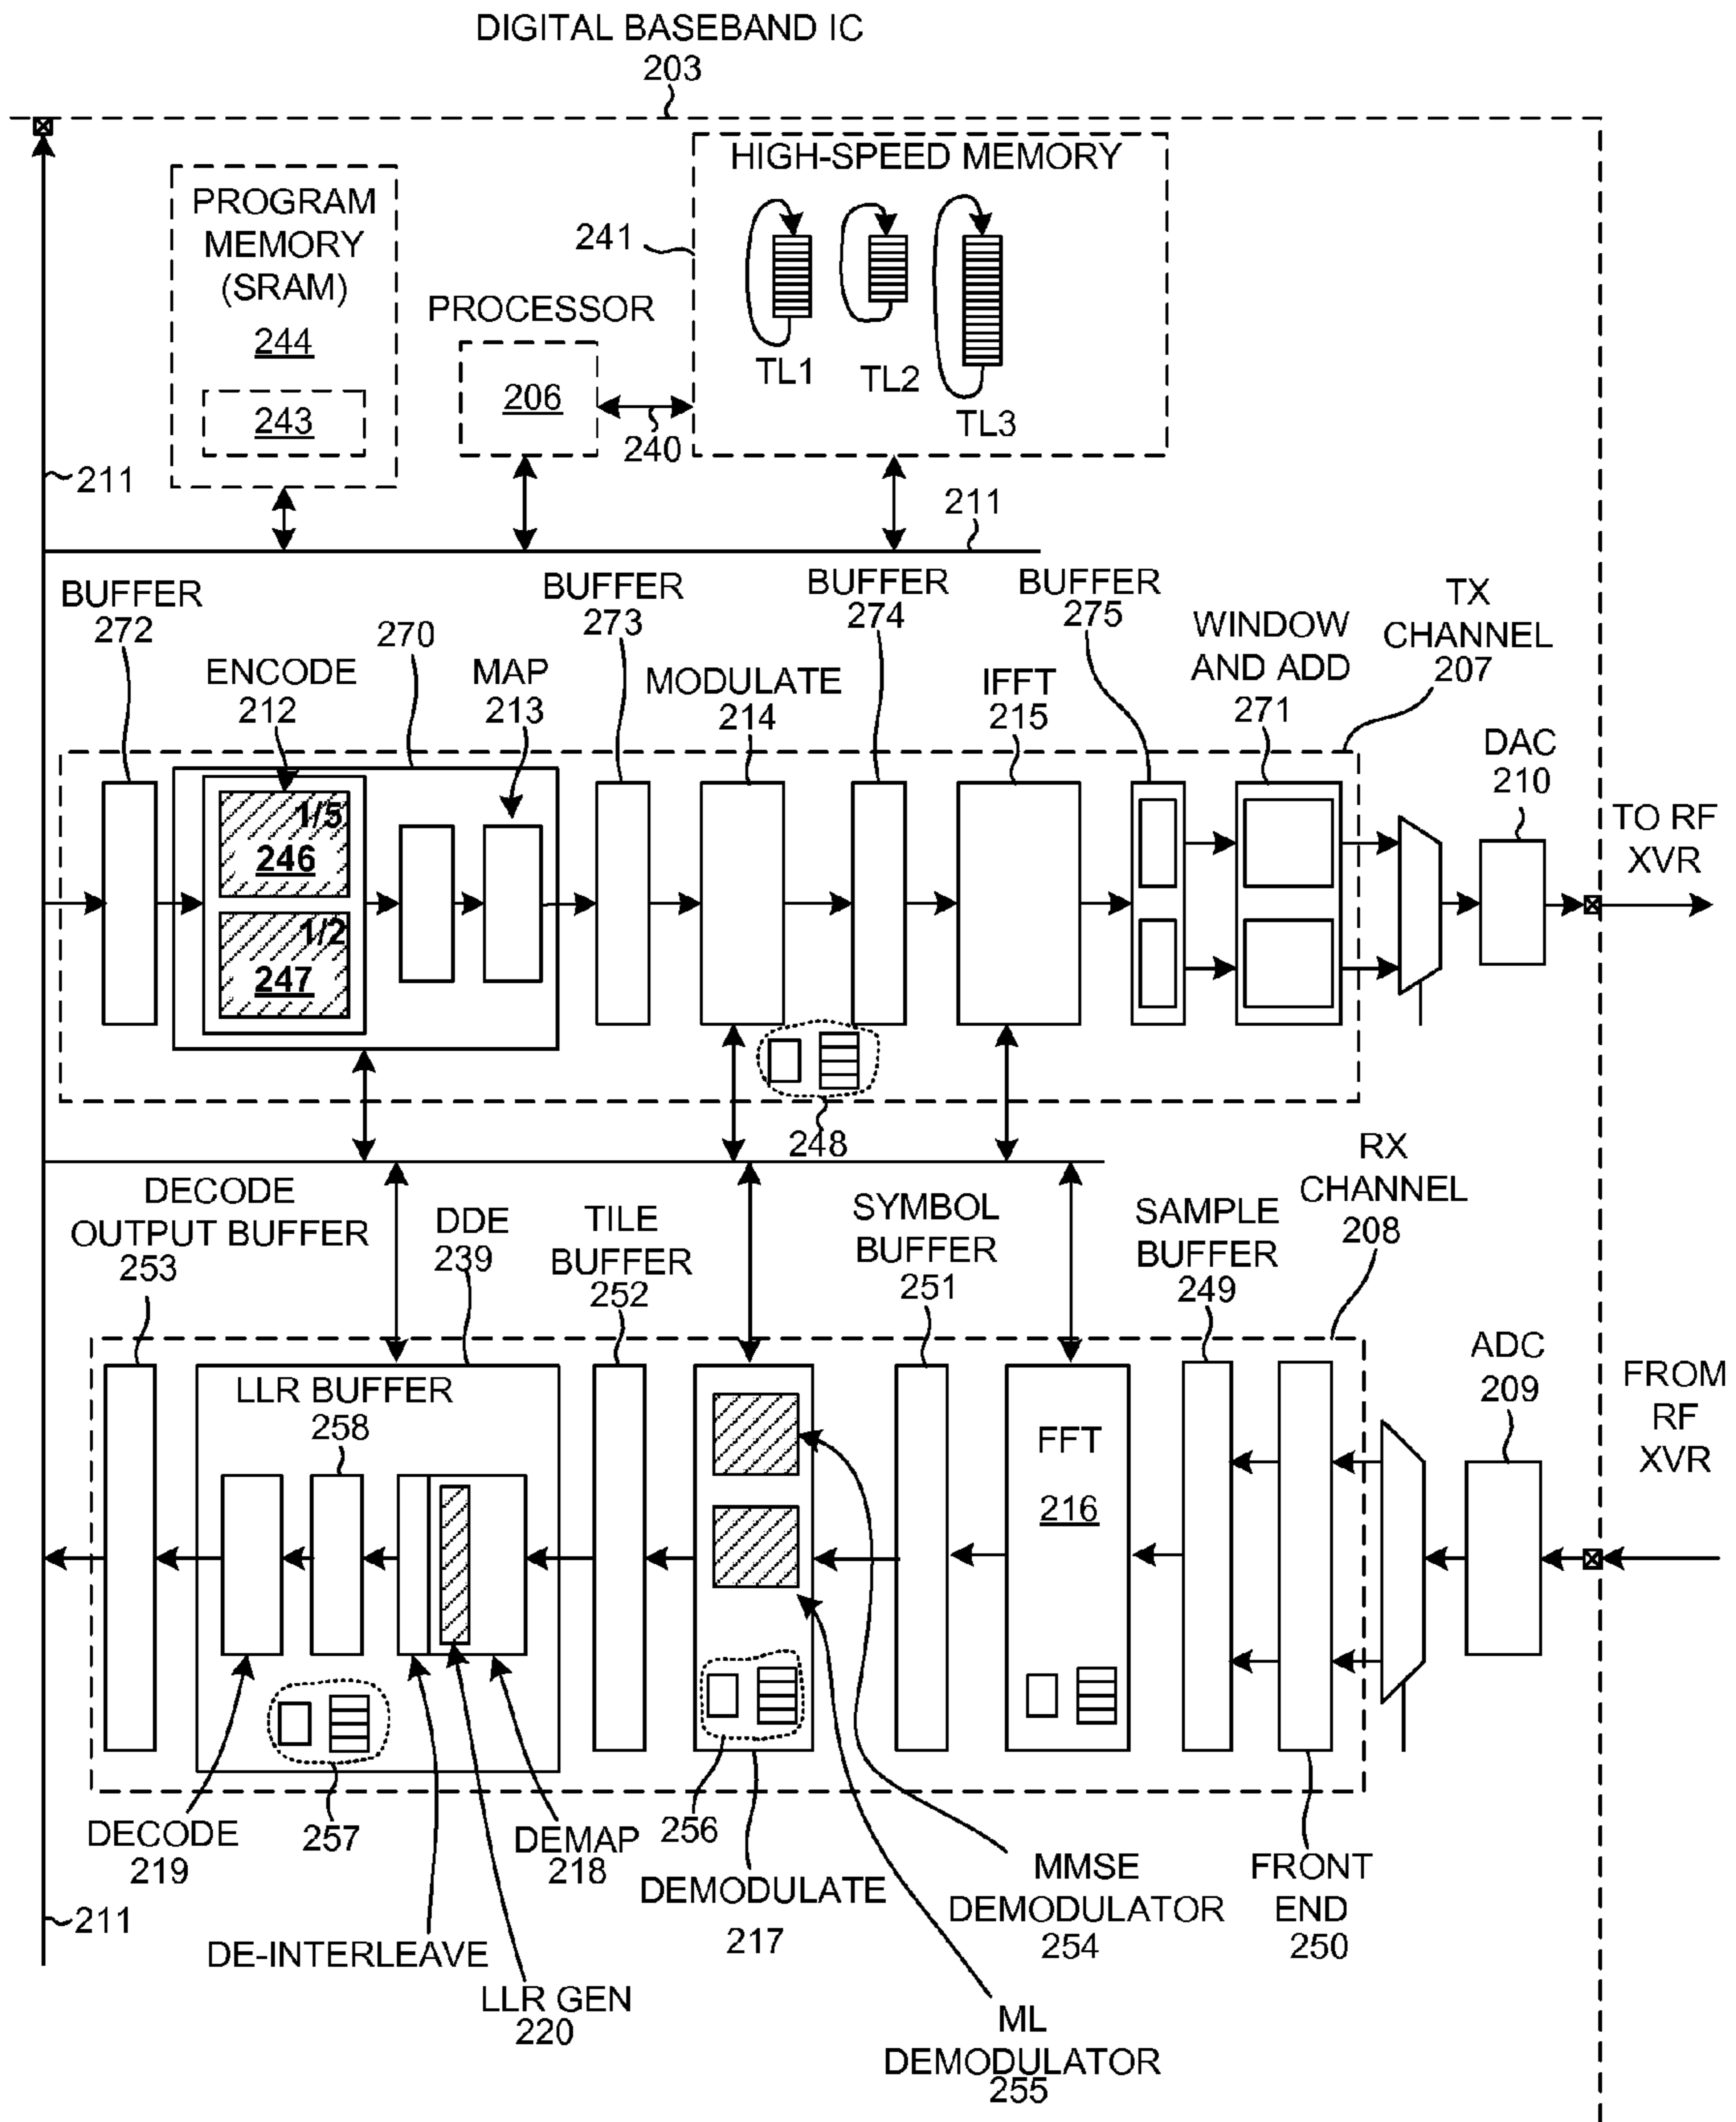 DIGITAL BASEBAND IC
203
PROGRAM
MEMORY
(SRAM)
244
243
PROCESSOR
206
240
241
HIGH-SPEED MEMORY
TL1
TL2
TL3
211
211
BUFFER
272
ENCODE
212
270
MAP
213
BUFFER
273
MODULATE
214
BUFFER
274
IFFT
215
BUFFER
275
WINDOW
AND ADD
271
TX
CHANNEL
207
DAC
210
TO RF
XVR
1/5
246
1/2
247
248
DECODE
OUTPUT BUFFER
253
DDE
239
TILE
BUFFER
252
SYMBOL
BUFFER
251
SAMPLE
BUFFER
249
RX
CHANNEL
208
ADC
209
FROM
RF
XVR
LLR BUFFER
258
FFT
216
DECODE
219
257
DEMAP
218
256
DEMODULATE
217
MMSE
DEMODULATOR
254
FRONT
END
250
211
DE-INTERLEAVE
LLR GEN
220
ML
DEMODULATOR
255